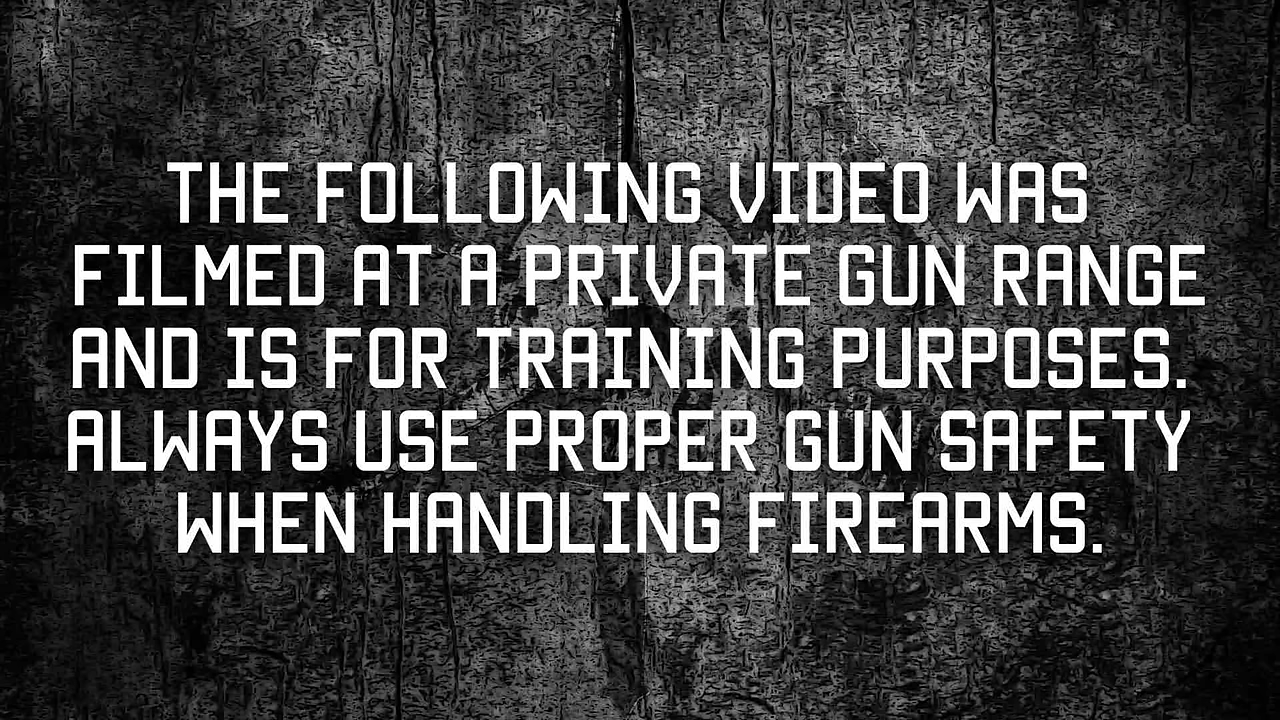 THE FOLLOWING VIDEO WAS
FILMED AT A PRIVATE GUN RANGE
AND IS FOR TRAINING PURPOSES.
ALWAYS USE PROPER GUN SAFETY
WHEN HANDLING FIREARMS.